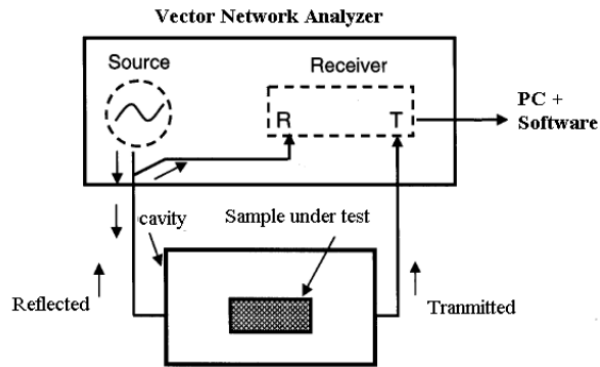 Vector Network Analyzer
Source
Receiver
R
T
PC +
Software
cavity
Sample under test
Reflected
Tranmitted